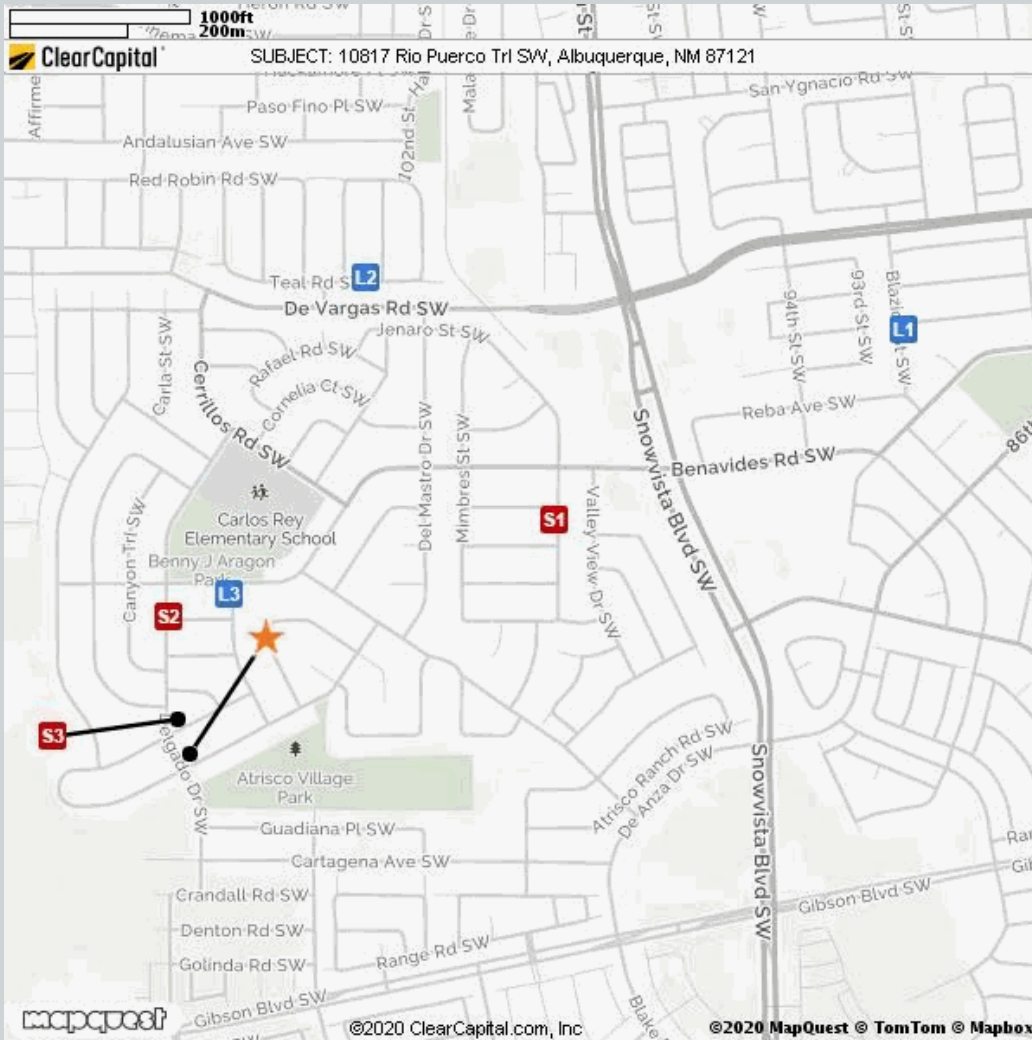 1000ft
200m
ClearCapital
SUBJECT: 10817 Rio Puerco Trl SW, Albuquerque, NM 87121
Affirme
Paso Fino Pl SW
102nd St
San Ygnacio Rd SW
Andalusian Ave SW
Red Robin Rd SW
Teal Rd S
L2
De Vargas Rd SW
Jenaro St SW
94th St SW
93rd St SW
L1
Carla St SW
Rafael Rd SW
Cornelia Ct SW
Cerrillos Rd SW
Reba Ave SW
86th
Del Mastro Dr SW
Mimbres St SW
Snowvista Blvd SW
Benavides Rd SW
Canyon Trl SW
Carlos Rey
Elementary School
S1
Valley View Dr SW
Benny J Aragon
Park
L3
S2
S3
Delgado Dr SW
Atrisco Village
Park
Atrisco Ranch Rd SW
De Anza Dr SW
Snowvista Blvd SW
Guadiana Pl SW
Cartagena Ave SW
Crandall Rd SW
Denton Rd SW
Golinda Rd SW
Range Rd SW
Gibson Blvd SW
Gibson Blvd SW
Blake
mapquest
©2020 ClearCapital.com, Inc
©2020 MapQuest © TomTom © Mapbox